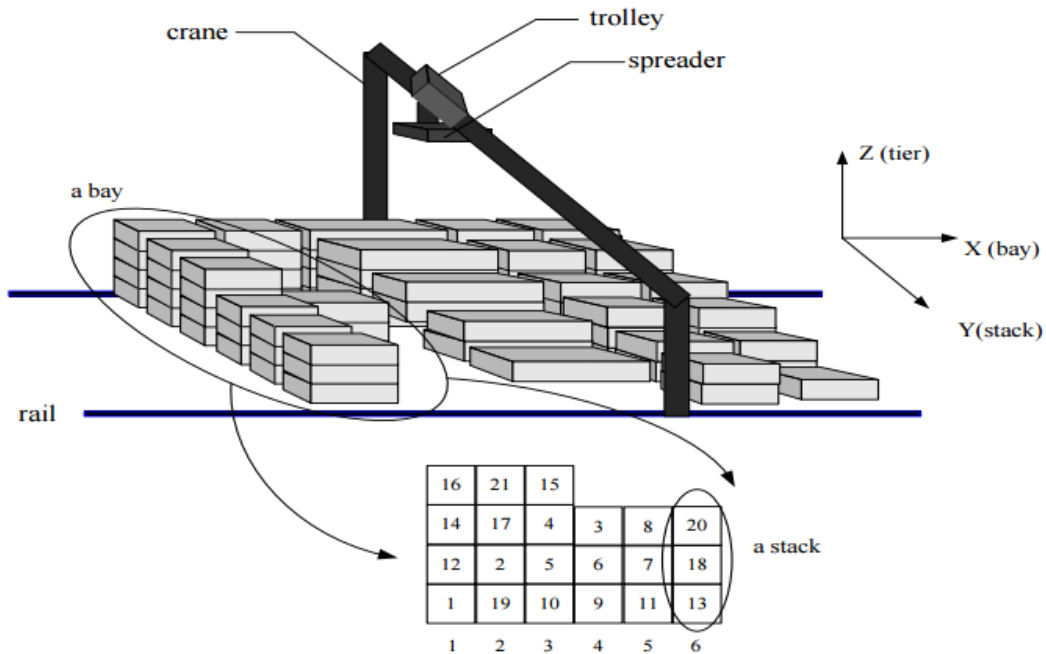 trolley
crane
spreader
Z (tier)
a bay
X (bay)
Y(stack)
rail
16 21 15
14 17 4 3 8 20
a stack
12 2 5 6 7 18
1 19 10 9 11 13
1 2 3 4 5 6